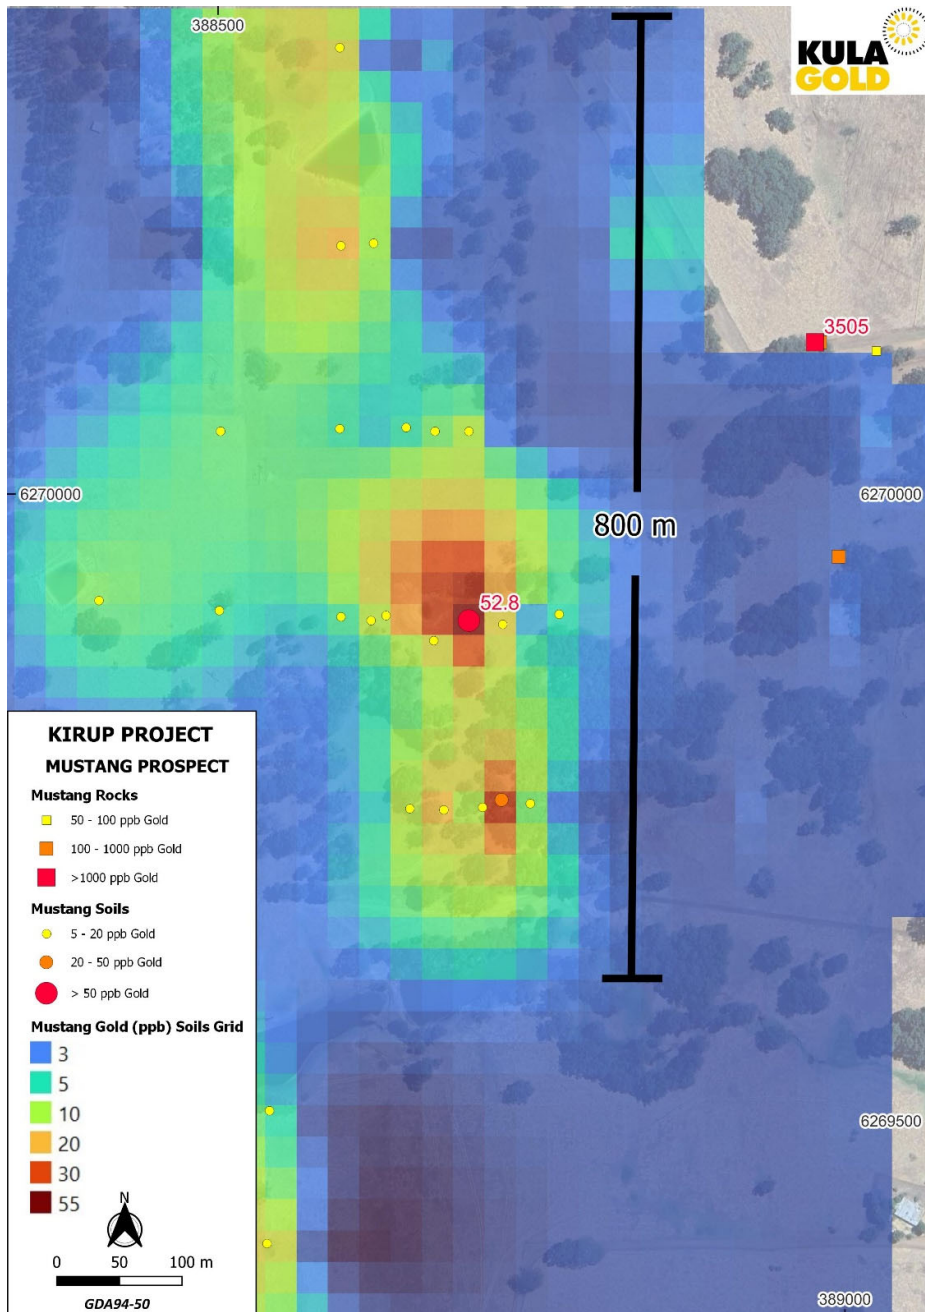 388500
KULA
GOLD
3505
6270000
6270000
800 m
52.8
KIRUP PROJECT
MUSTANG PROSPECT
Mustang Rocks
50 - 100 ppb Gold
100 - 1000 ppb Gold
>1000 ppb Gold
Mustang Soils
5 - 20 ppb Gold
20 - 50 ppb Gold
> 50 ppb Gold
Mustang Gold (ppb) Soils Grid
3
5
10
20
30
55
6269500
N
0 50 100 m
GDA94-50
389000